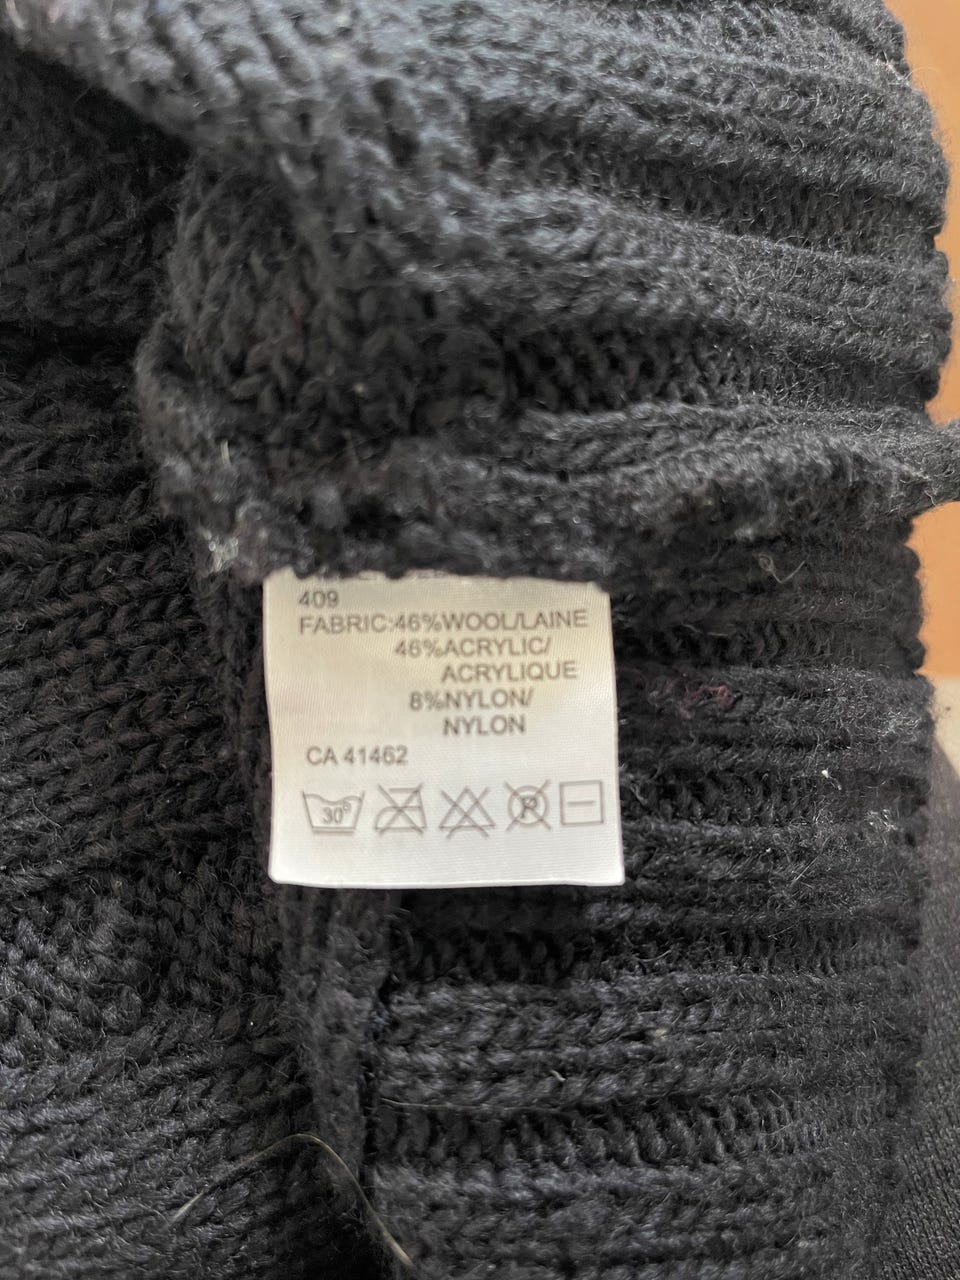 409
FABRIC:46%WOOL/LAINE
46%ACRYLIC/
ACRYLIQUE
8%NYLON/
NYLON
CA 41462
30°
P